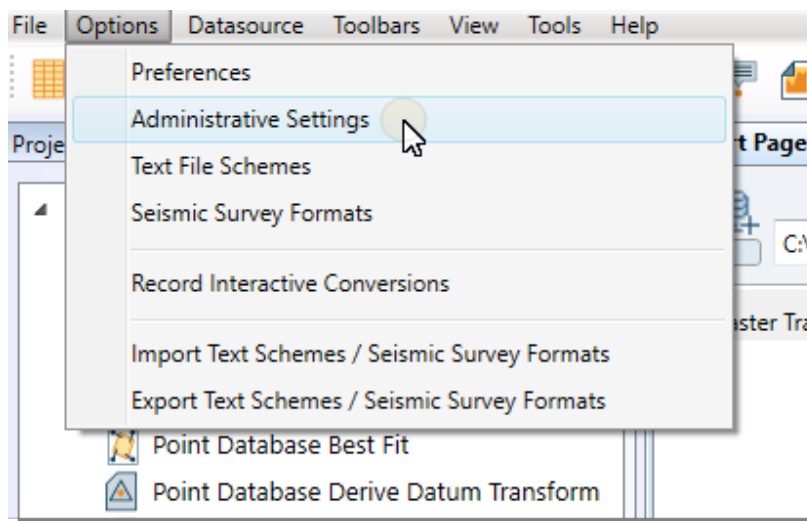 File Options Datasource Toolbars View Tools Help
Preferences
Administrative Settings
Text File Schemes
Seismic Survey Formats
Record Interactive Conversions
Import Text Schemes / Seismic Survey Formats
Export Text Schemes / Seismic Survey Formats
Point Database Best Fit
Point Database Derive Datum Transform
Page
C:\